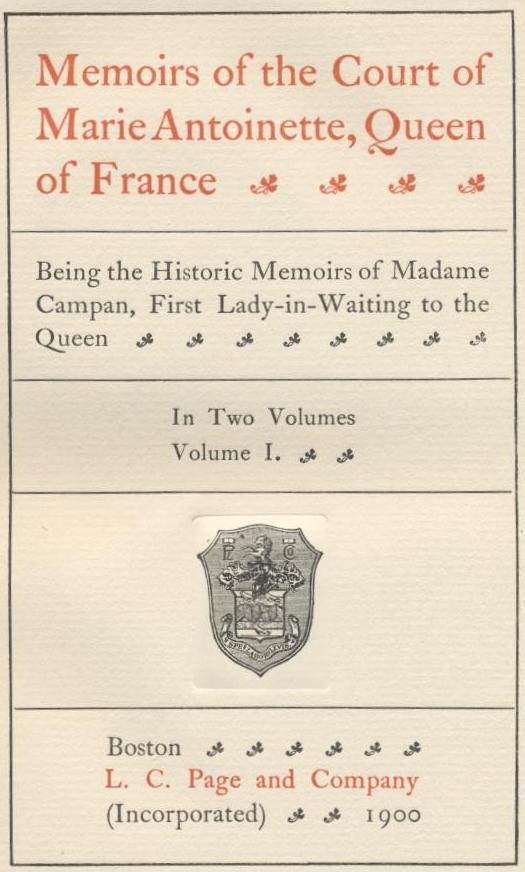 Memoirs of the Court of
Marie Antoinette, Queen
of France
Being the Historic Memoirs of Madame
Campan, First Lady-in-Waiting to the
Queen
In Two Volumes
Volume I.
Boston
L. C. Page and Company
(Incorporated) 1900